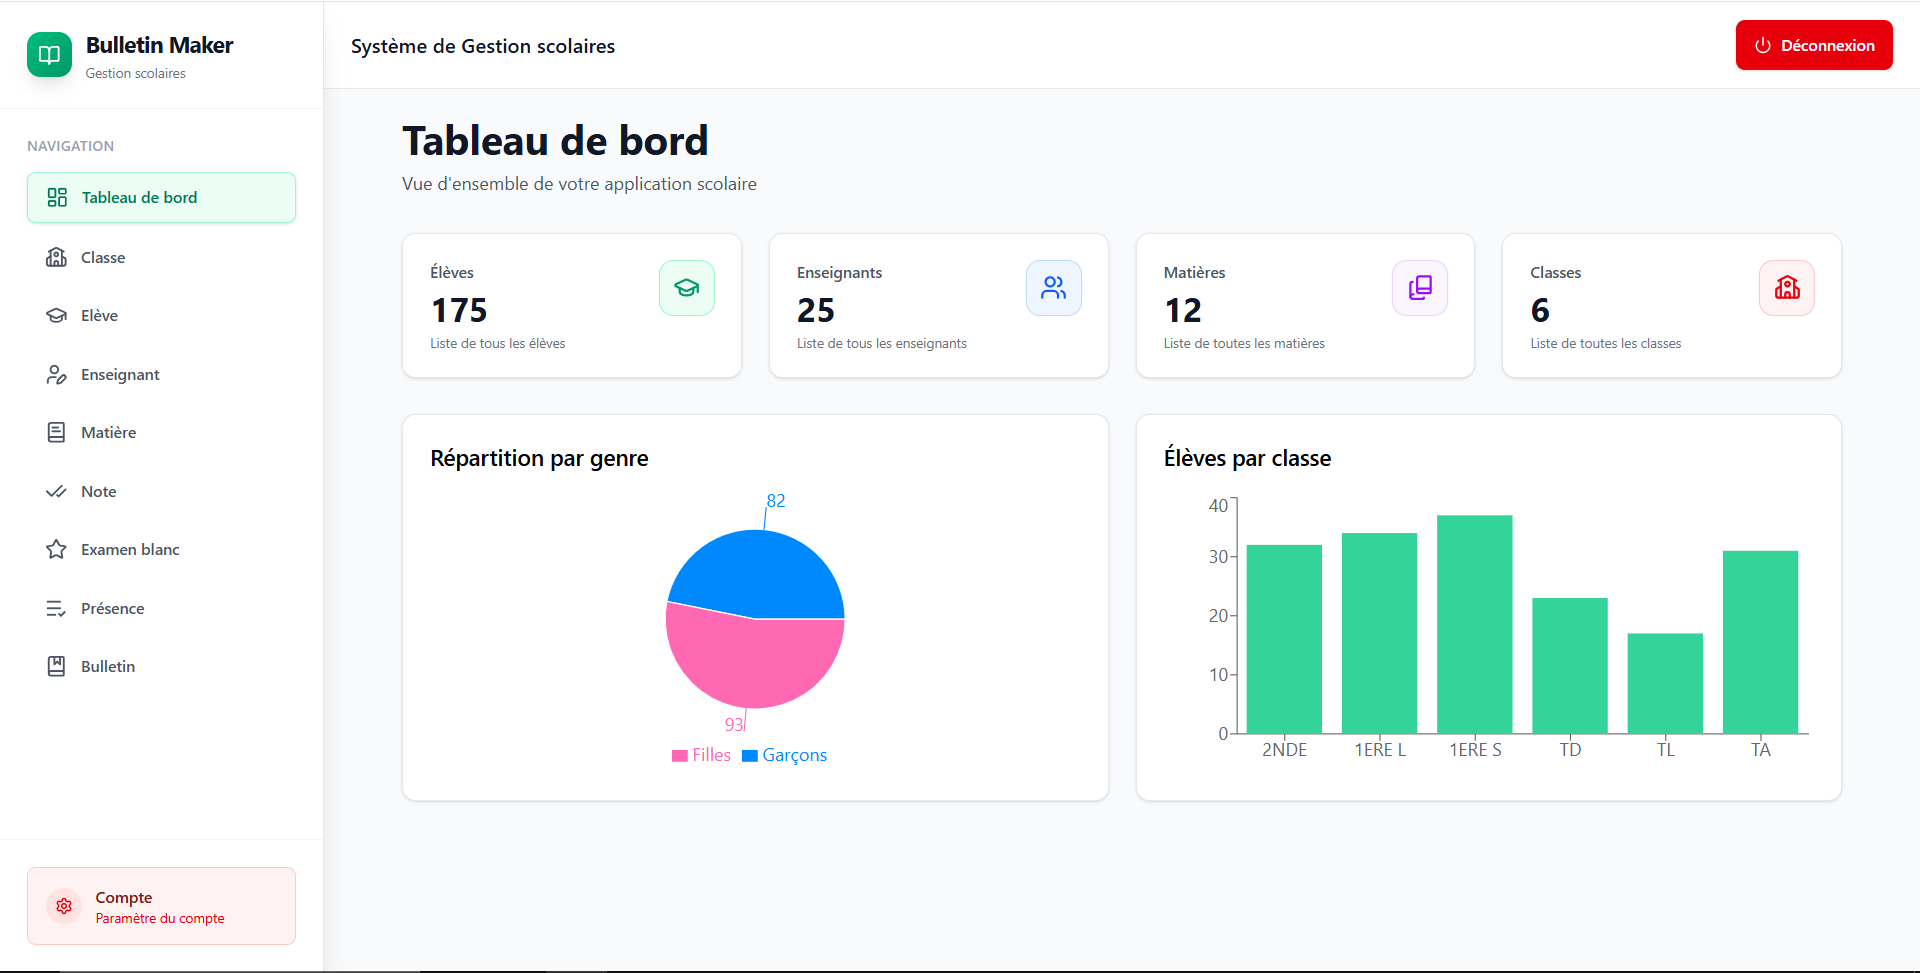 Bulletin Maker
Gestion scolaires
NAVIGATION
Tableau de bord
Classe
Elève
Enseignant
Matière
Note
Examen blanc
Présence
Bulletin
Compte
Paramètre du compte
Système de Gestion scolaires
Déconnexion
Tableau de bord
Vue d'ensemble de votre application scolaire
Élèves
175
Liste de tous les élèves
Enseignants
25
Liste de tous les enseignants
Matières
12
Liste de toutes les matières
Classes
6
Liste de toutes les classes
Répartition par genre
82
93
Filles Garçons
Élèves par classe
40
30
20
10
0
2NDE 1ERE L 1ERE S TD TL TA